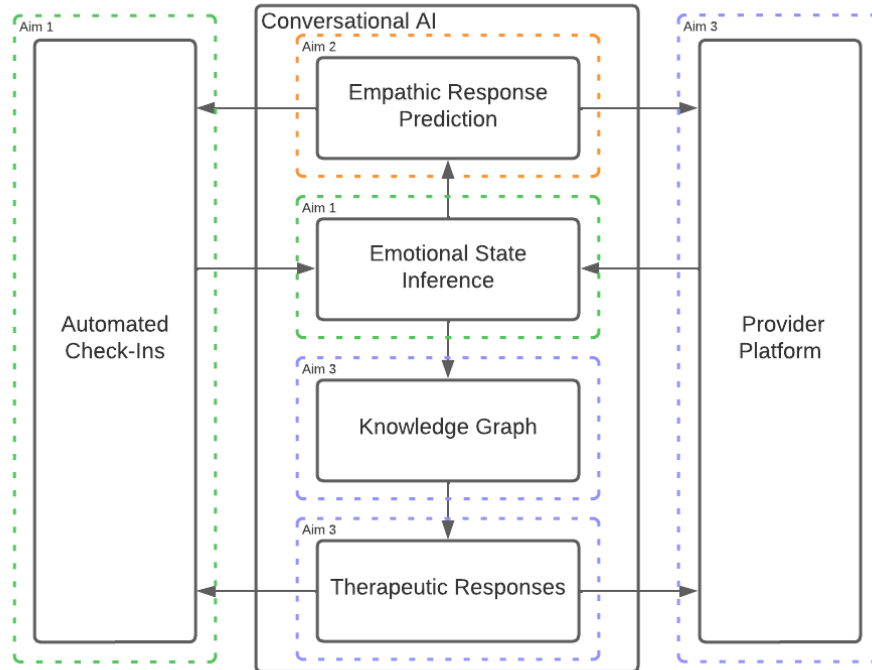 Aim 1
Automated
Check-Ins
Conversational AI
Aim 2
Empathic Response
Prediction
Aim 1
Emotional State
Inference
Aim 3
Knowledge Graph
Aim 3
Therapeutic Responses
Aim 3
Provider
Platform